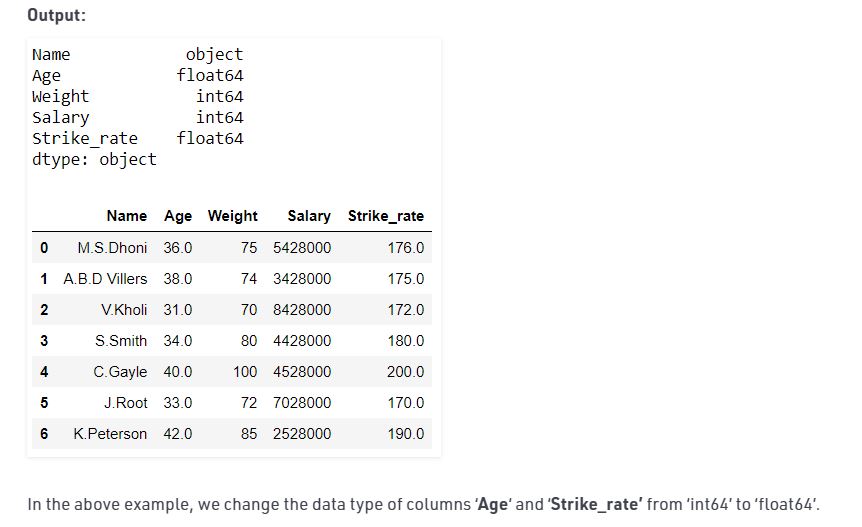 Output:
Name object
Age float64
Weight int64
Salary int64
Strike_rate float64
dtype: object
Name Age Weight Salary Strike_rate
0 M.S.Dhoni 36.0 75 5428000 176.0
1 A.B.D Villers 38.0 74 3428000 175.0
2 V.Kholi 31.0 70 8428000 172.0
3 S.Smith 34.0 80 4428000 180.0
4 C.Gayle 40.0 100 4528000 200.0
5 J.Root 33.0 72 7028000 170.0
6 K.Peterson 42.0 85 2528000 190.0
In the above example, we change the data type of columns ‘Age’ and ‘Strike_rate’ from ‘int64’ to ‘float64’.